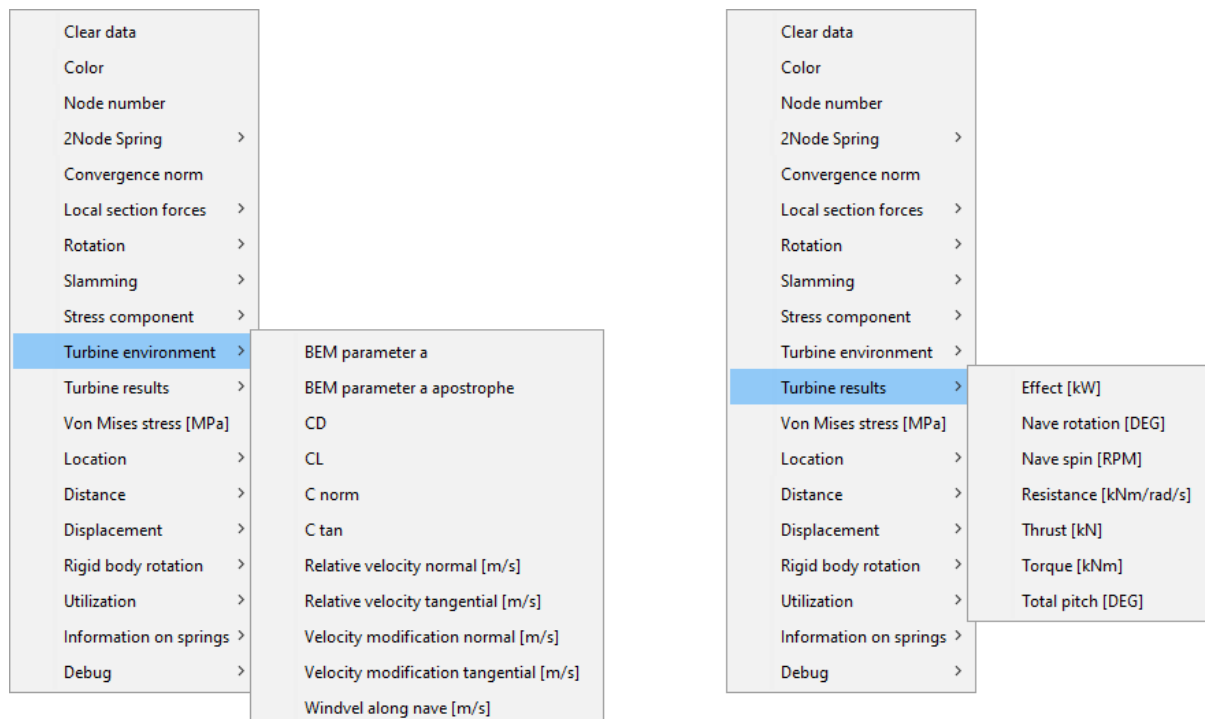 Clear data
Color
Node number
2Node Spring
Convergence norm
Local section forces
Rotation
Slamming
Stress component
Turbine environment
Turbine results
Von Mises stress [MPa]
Location
Distance
Displacement
Rigid body rotation
Utilization
Information on springs
Debug
BEM parameter a
BEM parameter a apostrophe
CD
CL
C norm
C tan
Relative velocity normal [m/s]
Relative velocity tangential [m/s]
Velocity modification normal [m/s]
Velocity modification tangential [m/s]
Windvel along nave [m/s]
Clear data
Color
Node number
2Node Spring
Convergence norm
Local section forces
Rotation
Slamming
Stress component
Turbine environment
Turbine results
Von Mises stress [MPa]
Location
Distance
Displacement
Rigid body rotation
Utilization
Information on springs
Debug
Effect [kW]
Nave rotation [DEG]
Nave spin [RPM]
Resistance [kNm/rad/s]
Thrust [kN]
Torque [kNm]
Total pitch [DEG]